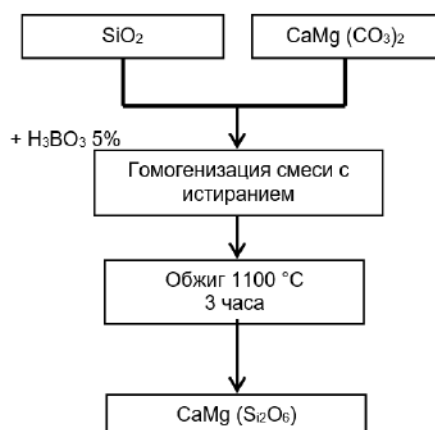 SiO₂
CaMg (CO₃)₂
+ H₃BO₃ 5%
Гомогенизация смеси с
истиранием
Обжиг 1100 °C
3 часа
CaMg (Sᵢ₂O₆)